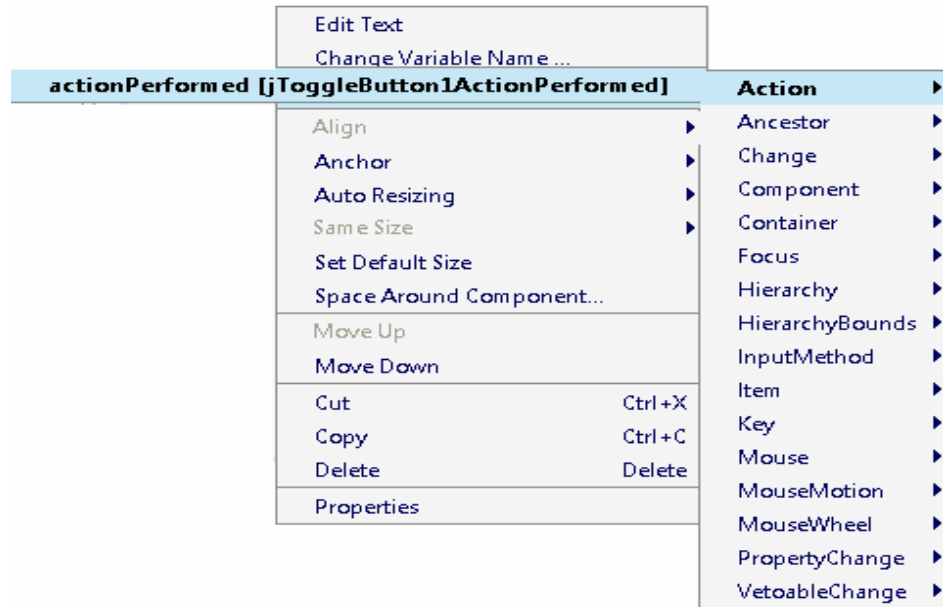 Edit Text
Change Variable Name ...
actionPerformed [jToggleButton1ActionPerformed]
Align
Anchor
Auto Resizing
Same Size
Set Default Size
Space Around Component...
Move Up
Move Down
Cut Ctrl+X
Copy Ctrl+C
Delete Delete
Properties
Action
Ancestor
Change
Component
Container
Focus
Hierarchy
HierarchyBounds
InputMethod
Item
Key
Mouse
MouseMotion
MouseWheel
PropertyChange
VetoableChange